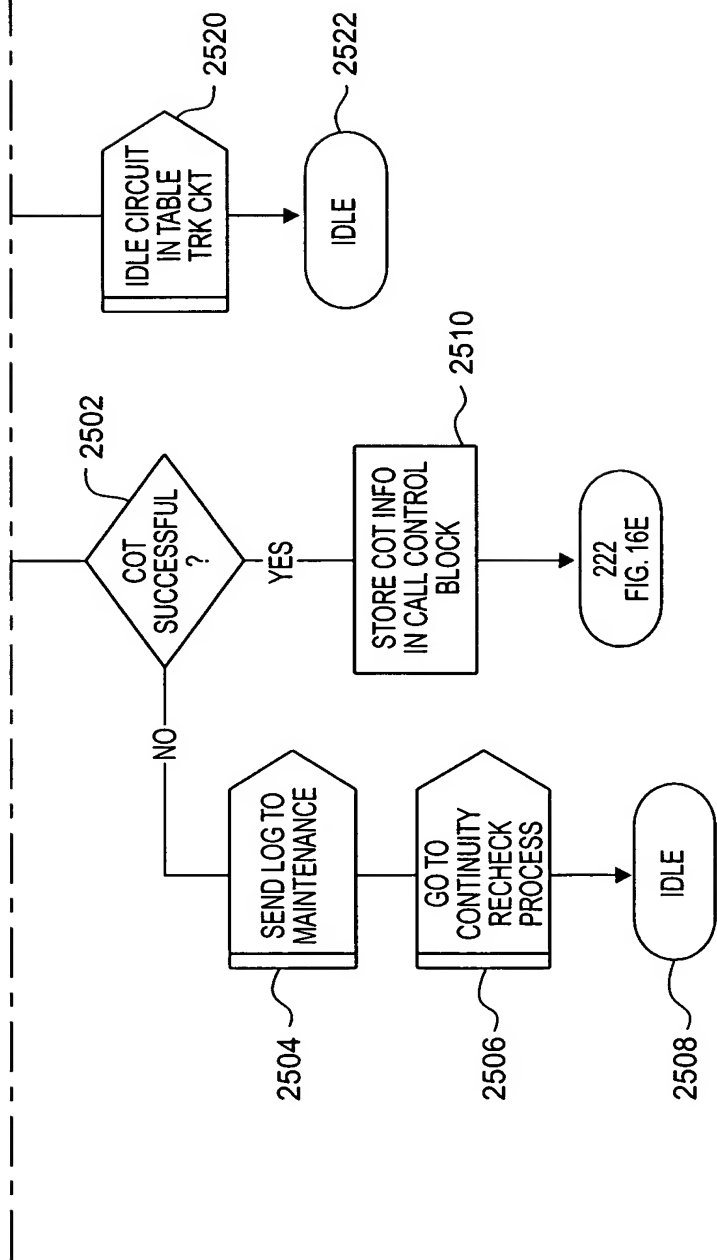 2502
COT
SUCCESSFUL
?
NO
YES
2504
SEND LOG TO
MAINTENANCE
2506
GO TO
CONTINUITY
RECHECK
PROCESS
2508
IDLE
STORE COT INFO
IN CALL CONTROL
BLOCK
2510
222
FIG. 16E
IDLE CIRCUIT
IN TABLE
TRK CKT
2520
IDLE
2522